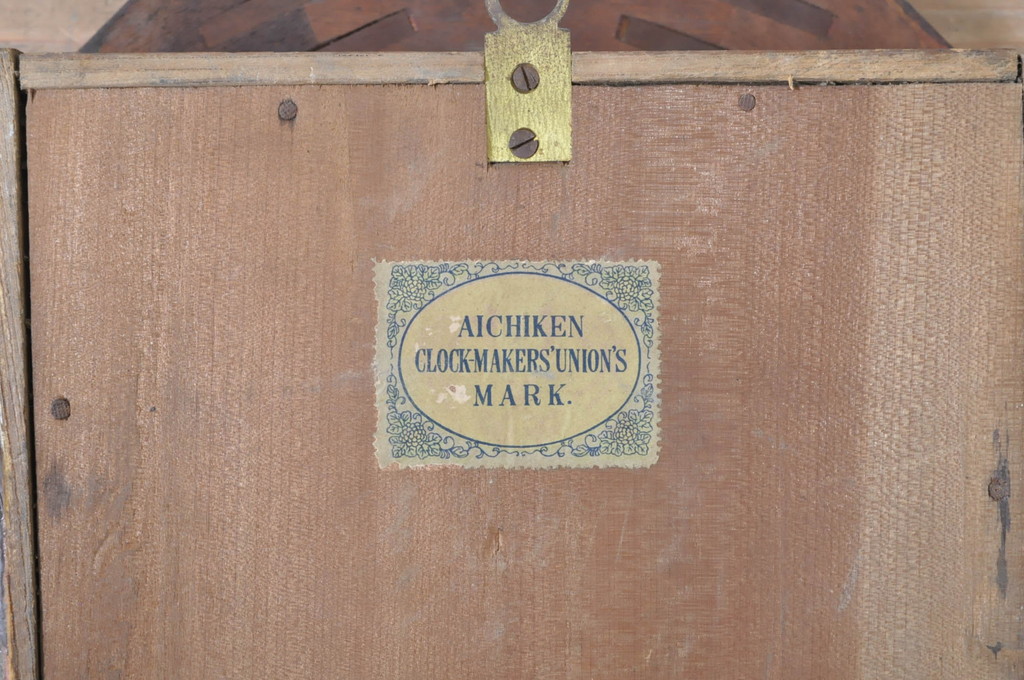 AICHIKEN
CLOCK-MAKERS' UNION'S
MARK.